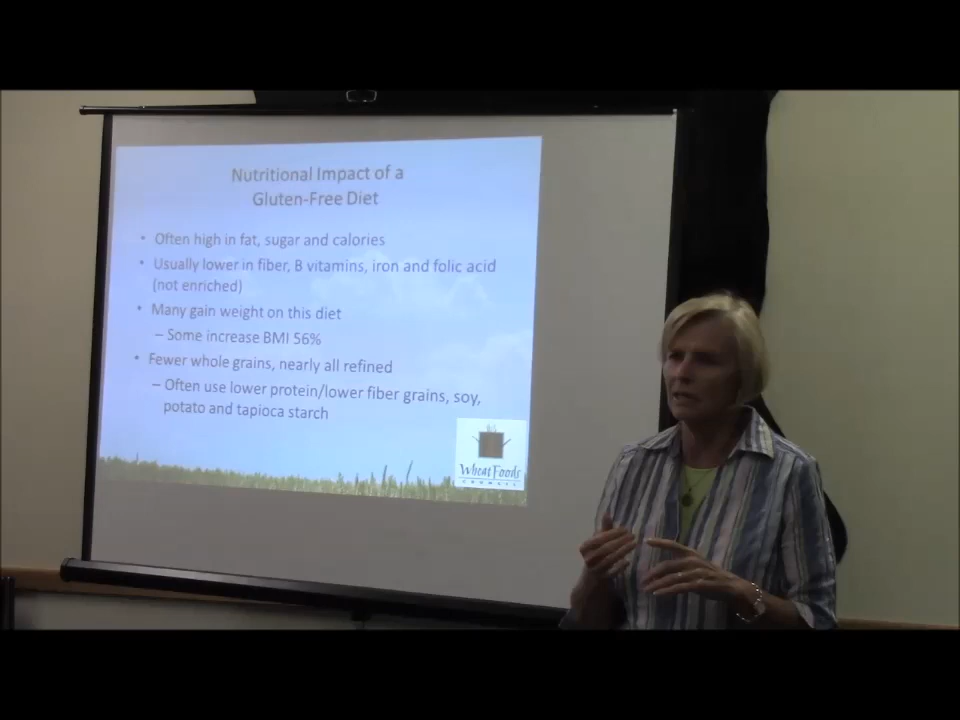 Nutritional Impact of a
Gluten-Free Diet
• Often high in fat, sugar and calories
• Usually lower in fiber, B vitamins, iron and folic acid
(not enriched)
• Many gain weight on this diet
– Some increase BMI 56%
• Fewer whole grains, nearly all refined
– Often use lower protein/lower fiber grains, soy,
potato and tapioca starch
Wheat Foods
COUNCIL